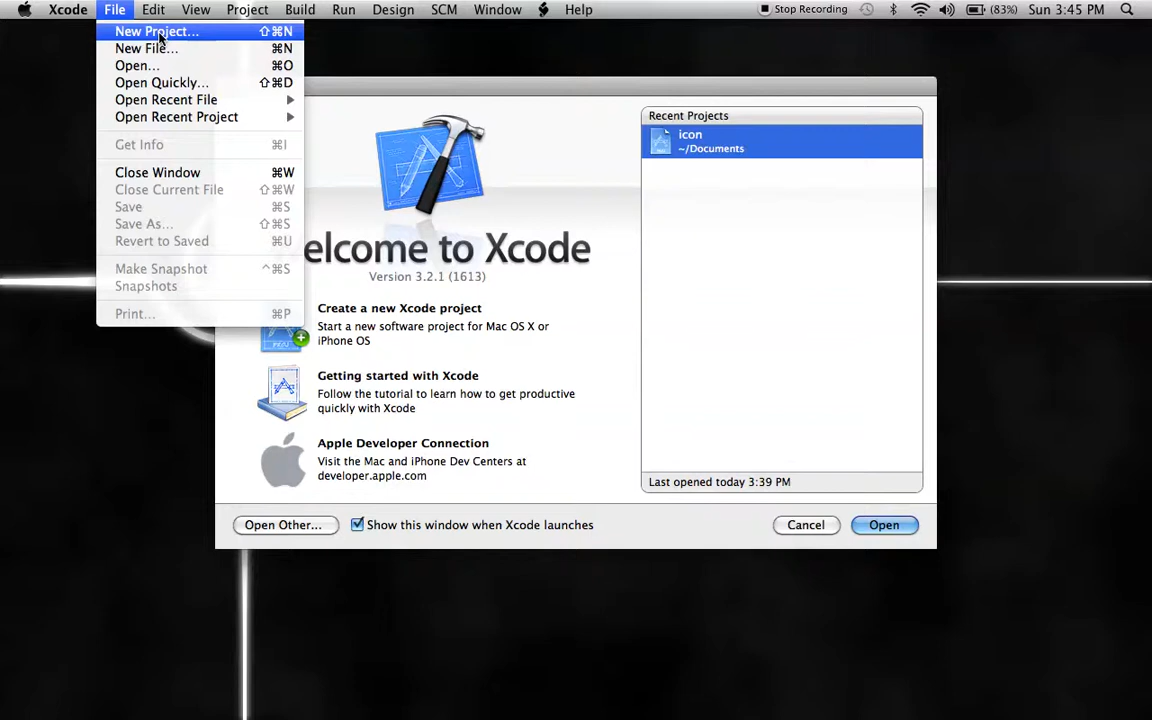 Xcode File Edit View Project Build Run Design SCM Window Help Stop Recording (83%) Sun 3:45 PM
New Project... ⇧⌘N
New File... ⌘N
Open... ⌘O
Open Quickly... ⇧⌘D
Open Recent File ▶
Open Recent Project ▶
Get Info ⌘I
Close Window ⌘W
Close Current File ⇧⌘W
Save ⌘S
Save As... ⇧⌘S
Revert to Saved ⌘U
Make Snapshot ^⌘S
Snapshots
Print... ⌘P
elcome to Xcode
Version 3.2.1 (1613)
Create a new Xcode project
Start a new software project for Mac OS X or
iPhone OS
Getting started with Xcode
Follow the tutorial to learn how to get productive
quickly with Xcode
Apple Developer Connection
Visit the Mac and iPhone Dev Centers at
developer.apple.com
Recent Projects
icon
~/Documents
Last opened today 3:39 PM
Open Other... Show this window when Xcode launches Cancel Open